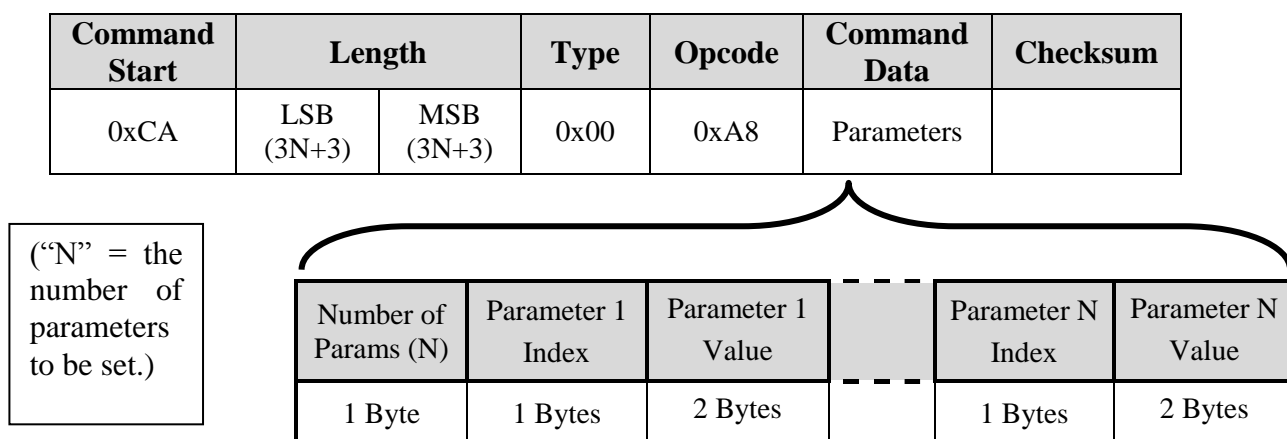 Command Start Length Type Opcode Command Data Checksum
0xCA LSB (3N+3) MSB (3N+3) 0x00 0xA8 Parameters
(“N” = the
number of
parameters
to be set.)
Number of Params (N) Parameter 1 Index Parameter 1 Value Parameter N Index Parameter N Value
1 Byte 1 Bytes 2 Bytes 1 Bytes 2 Bytes